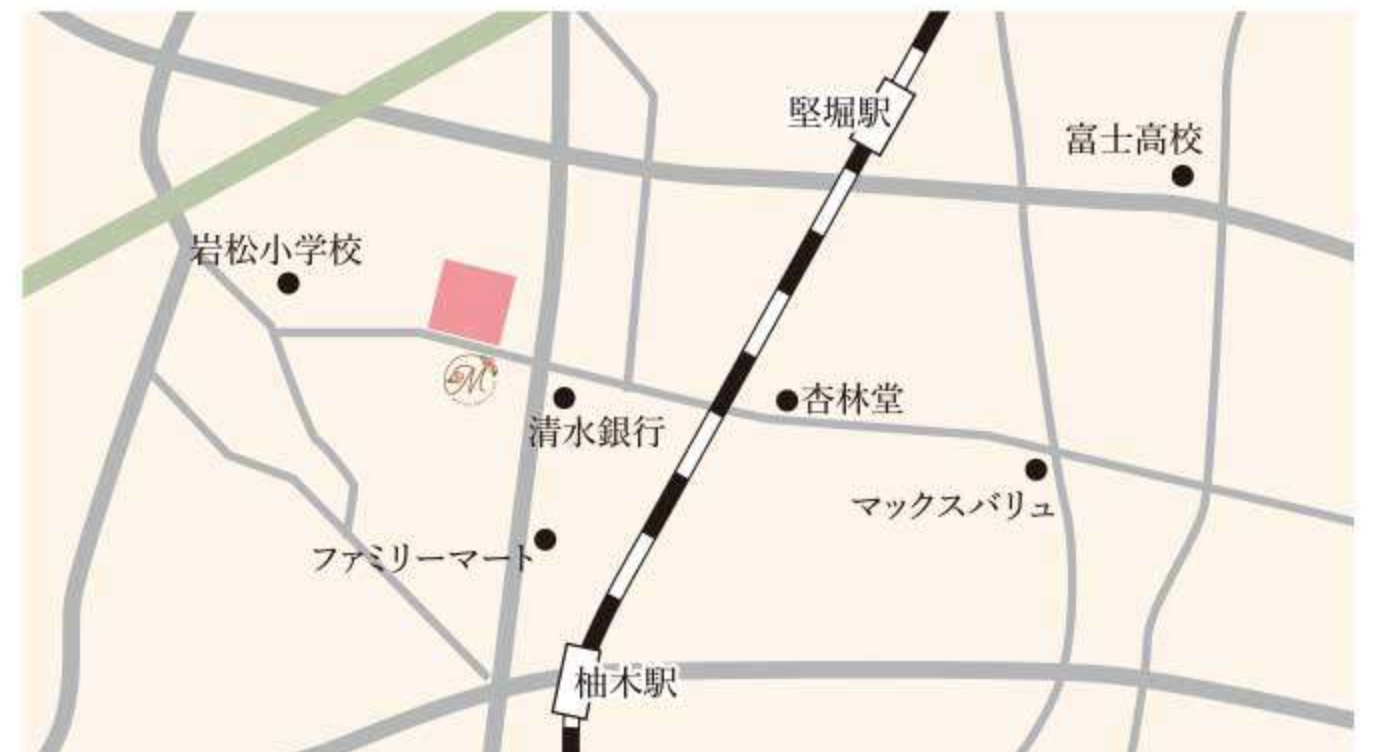 堅堀駅
富士高校
岩松小学校
M
杏林堂
清水銀行
マックスバリュ
ファミリーマート
柚木駅